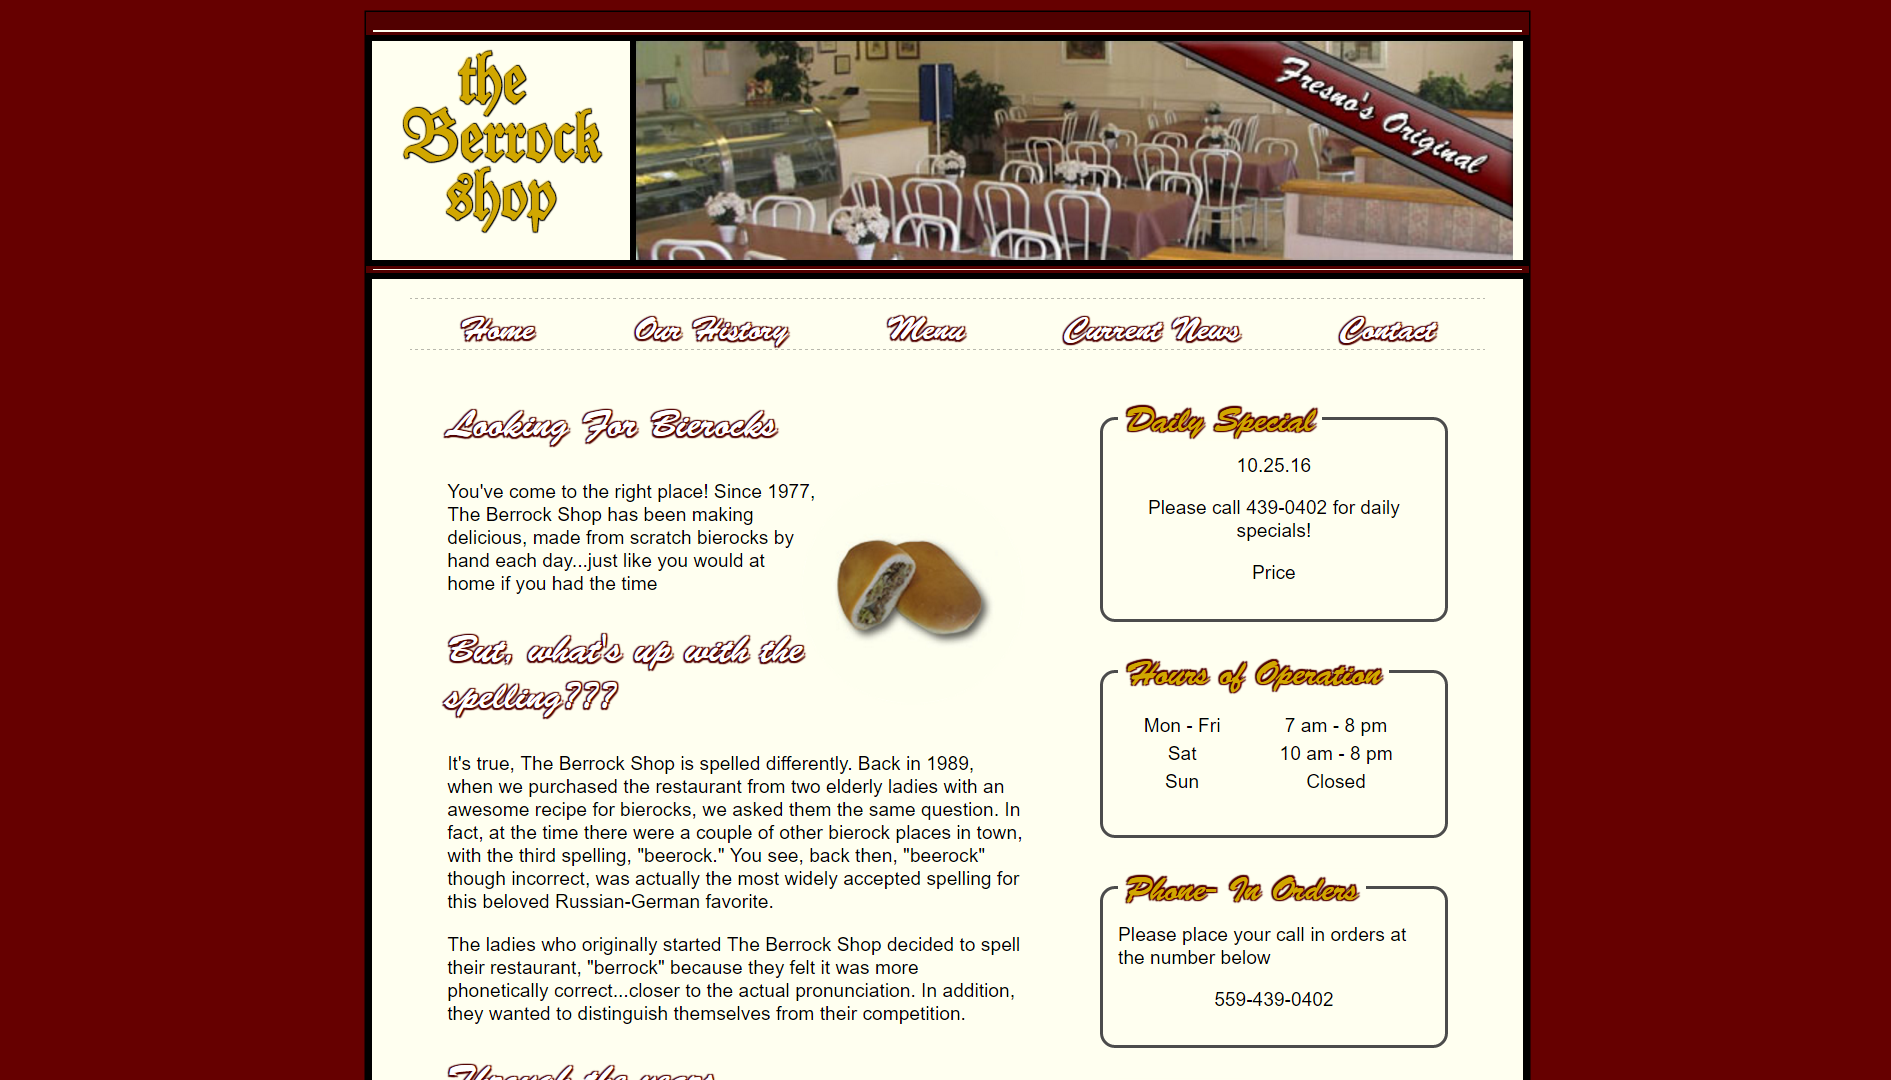 the
Berrock
shop
Fresno's Original
Home Our History Menu Current News Contact
Looking For Bierocks
You've come to the right place! Since 1977,
The Berrock Shop has been making
delicious, made from scratch bierocks by
hand each day...just like you would at
home if you had the time
But, what's up with the
spelling???
It's true, The Berrock Shop is spelled differently. Back in 1989,
when we purchased the restaurant from two elderly ladies with an
awesome recipe for bierocks, we asked them the same question. In
fact, at the time there were a couple of other bierock places in town,
with the third spelling, "beerock." You see, back then, "beerock"
though incorrect, was actually the most widely accepted spelling for
this beloved Russian-German favorite.
The ladies who originally started The Berrock Shop decided to spell
their restaurant, "berrock" because they felt it was more
phonetically correct...closer to the actual pronunciation. In addition,
they wanted to distinguish themselves from their competition.
Through the years
Daily Special
10.25.16
Please call 439-0402 for daily
specials!
Price
Hours of Operation
Mon - Fri 7 am - 8 pm
Sat 10 am - 8 pm
Sun Closed
Phone- In Orders
Please place your call in orders at
the number below
559-439-0402